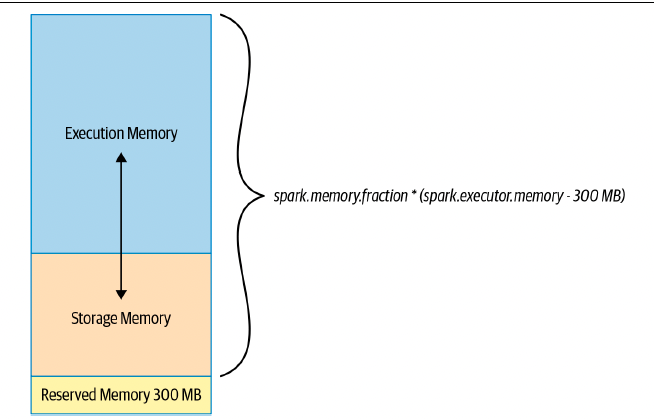 Execution Memory
spark.memory.fraction * (spark.executor.memory - 300 MB)
Storage Memory
Reserved Memory 300 MB